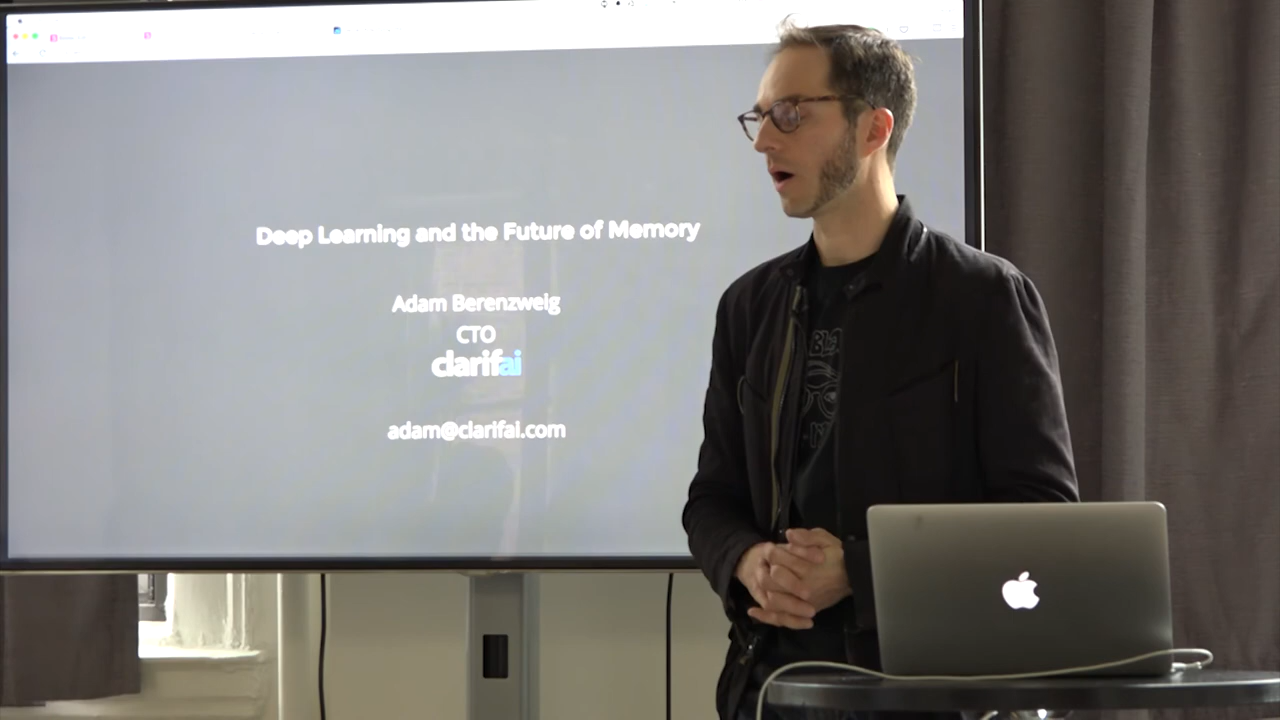 Deep Learning and the Future of Memory
Adam Berenzweig
CTO
clarifai
adam@clarifai.com